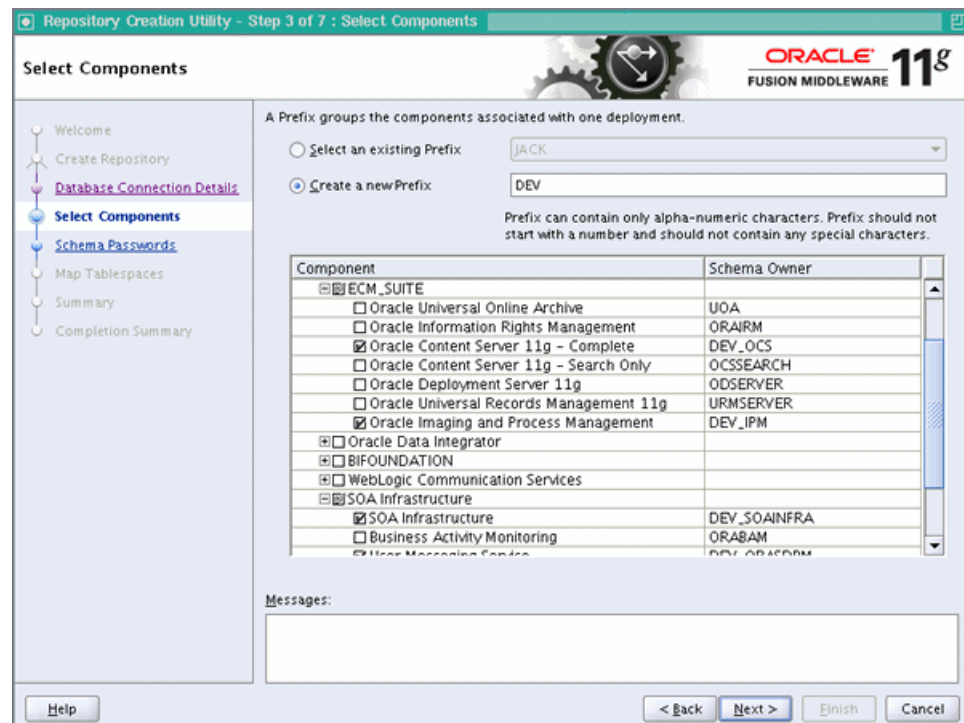 Repository Creation Utility - Step 3 of 7 : Select Components
Select Components
ORACLE 11g
FUSION MIDDLEWARE
Welcome
Create Repository
Database Connection Details
Select Components
Schema Passwords
Map Tablespaces
Summary
Completion Summary
A Prefix groups the components associated with one deployment.
Select an existing Prefix JACK
Create a new Prefix DEV
Prefix can contain only alpha-numeric characters. Prefix should not
start with a number and should not contain any special characters.
Component Schema Owner
ECM_SUITE
Oracle Universal Online Archive UOA
Oracle Information Rights Management ORAIRM
Oracle Content Server 11g - Complete DEV_OCS
Oracle Content Server 11g - Search Only OCSSEARCH
Oracle Deployment Server 11g ODSERVER
Oracle Universal Records Management 11g URMSERVER
Oracle Imaging and Process Management DEV_IPM
Oracle Data Integrator
BIFOUNDATION
WebLogic Communication Services
SOA Infrastructure
SOA Infrastructure DEV_SOAINFRA
Business Activity Monitoring ORABAM
User Messaging Service DEV_ORASDPM
Messages:
Help < Back Next > Finish Cancel